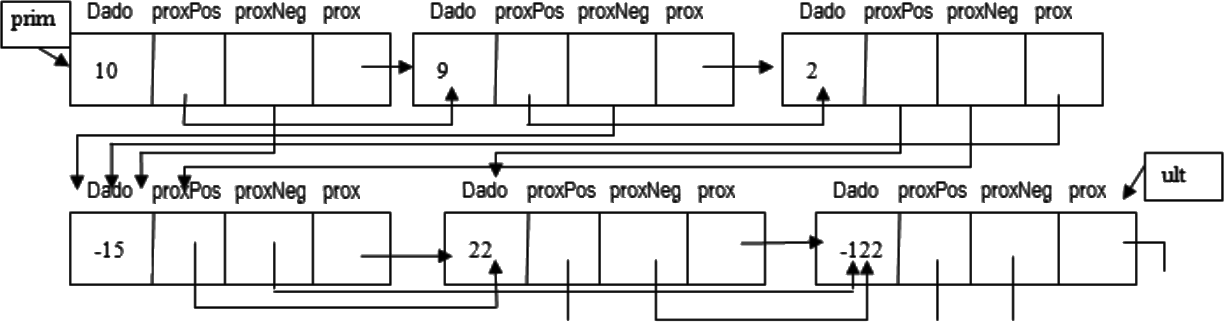 prim
Dado proxPos proxNeg prox Dado proxPos proxNeg prox Dado proxPos proxNeg prox
10 9 2
Dado proxPos proxNeg prox Dado proxPos proxNeg prox Dado proxPos proxNeg prox
ult
-15 22 -122